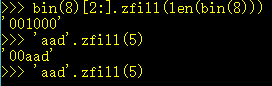 >>> bin(8)[2:].zfill(len(bin(8)))
'001000'
>>> 'aad'.zfill(5)
'00aad'
>>> 'aad'.zfill(5)